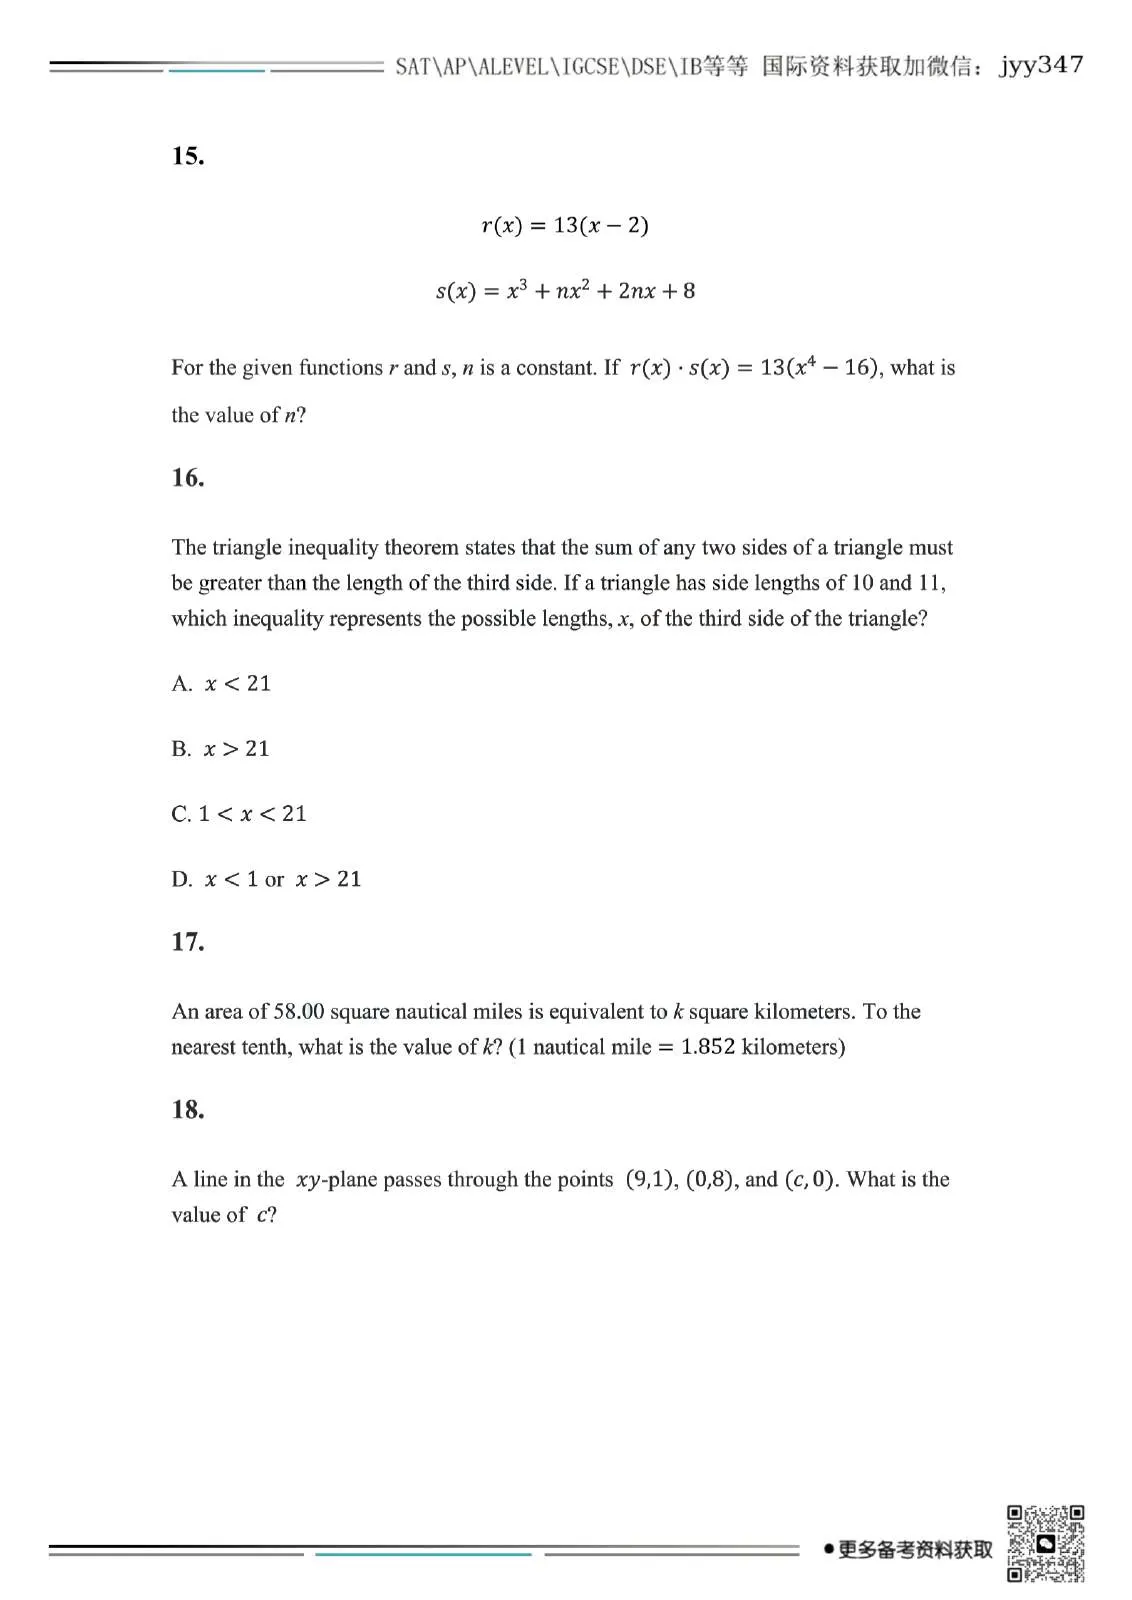 SAT\AP\ALEVEL\IGCSE\DSE\IB等等 国际资料获取加微信：jyy347
15.
r(x) = 13(x − 2)
s(x) = x³ + nx² + 2nx + 8
For the given functions r and s, n is a constant. If r(x) · s(x) = 13(x⁴ − 16), what is
the value of n?
16.
The triangle inequality theorem states that the sum of any two sides of a triangle must
be greater than the length of the third side. If a triangle has side lengths of 10 and 11,
which inequality represents the possible lengths, x, of the third side of the triangle?
A. x < 21
B. x > 21
C. 1 < x < 21
D. x < 1 or x > 21
17.
An area of 58.00 square nautical miles is equivalent to k square kilometers. To the
nearest tenth, what is the value of k? (1 nautical mile = 1.852 kilometers)
18.
A line in the xy-plane passes through the points (9,1), (0,8), and (c, 0). What is the
value of c?
●更多备考资料获取